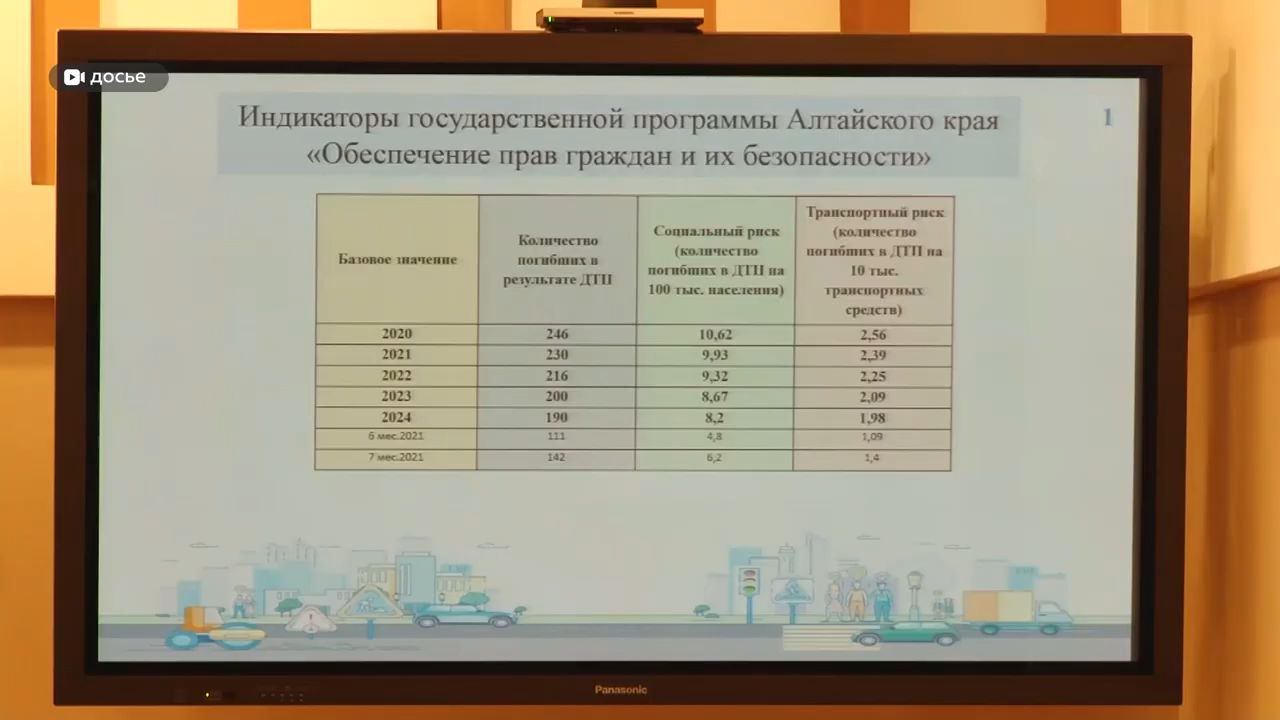 досье
Индикаторы государственной программы Алтайского края
«Обеспечение прав граждан и их безопасности»
1
Базовое значение
Количество
погибших в
результате ДТП
Социальный риск
(количество
погибших в ДТП на
100 тыс. населения)
Транспортный риск
(количество
погибших в ДТП на
10 тыс.
транспортных
средств)
2020 246 10,62 2,56
2021 230 9,93 2,39
2022 216 9,32 2,25
2023 200 8,67 2,09
2024 190 8,2 1,98
6 мес.2021 111 4,8 1,09
7 мес.2021 142 6,2 1,4
Panasonic